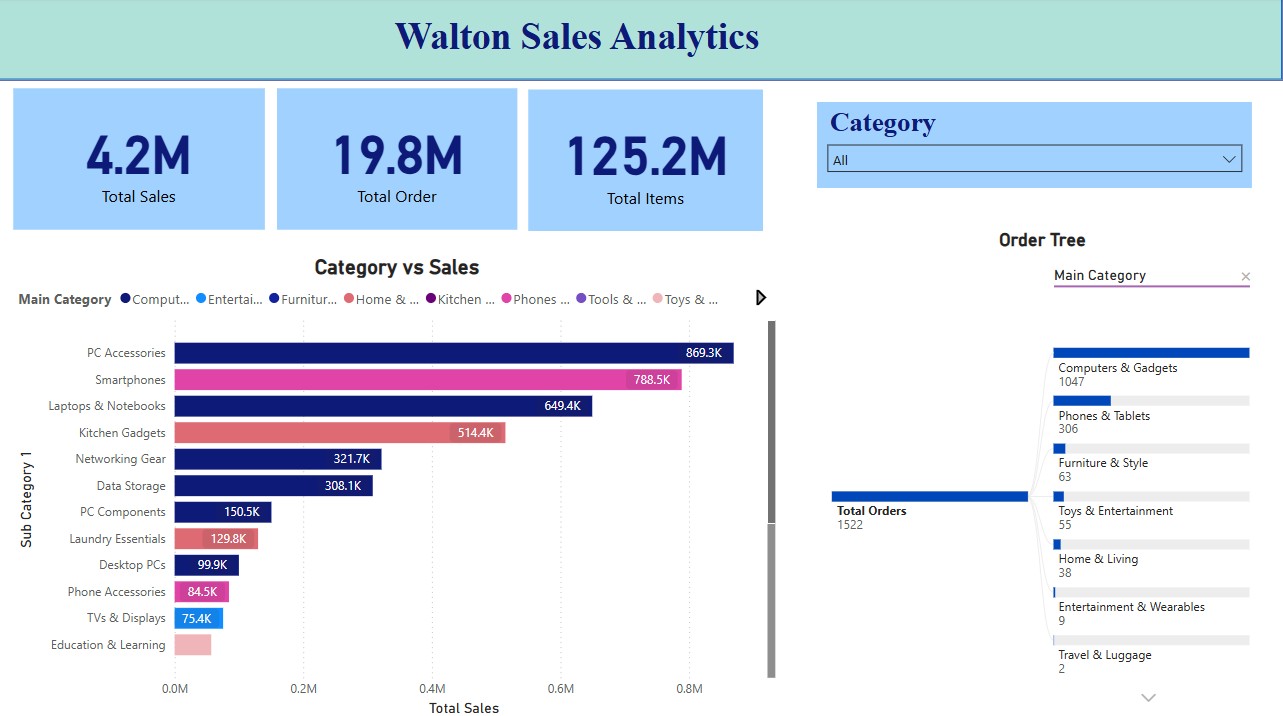 Walton Sales Analytics
4.2M
Total Sales
19.8M
Total Order
125.2M
Total Items
Category
All
Category vs Sales
Main Category Comput... Entertai... Furnitur... Home & ... Kitchen ... Phones ... Tools & ... Toys & ...
Sub Category 1
PC Accessories 869.3K
Smartphones 788.5K
Laptops & Notebooks 649.4K
Kitchen Gadgets 514.4K
Networking Gear 321.7K
Data Storage 308.1K
PC Components 150.5K
Laundry Essentials 129.8K
Desktop PCs 99.9K
Phone Accessories 84.5K
TVs & Displays 75.4K
Education & Learning
0.0M 0.2M 0.4M 0.6M 0.8M
Total Sales
Order Tree
Main Category
Total Orders
1522
Computers & Gadgets
1047
Phones & Tablets
306
Furniture & Style
63
Toys & Entertainment
55
Home & Living
38
Entertainment & Wearables
9
Travel & Luggage
2